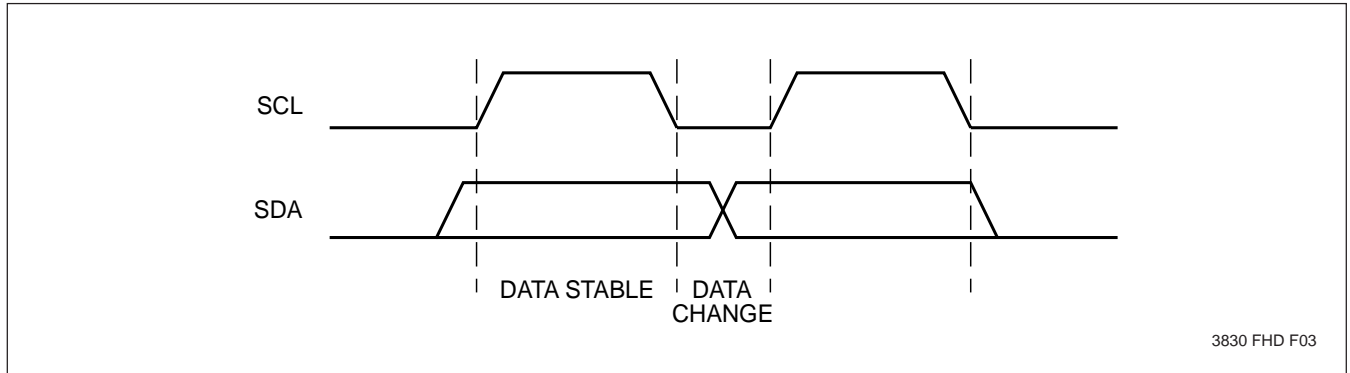 SCL
SDA
DATA STABLE
DATA
CHANGE
3830 FHD F03